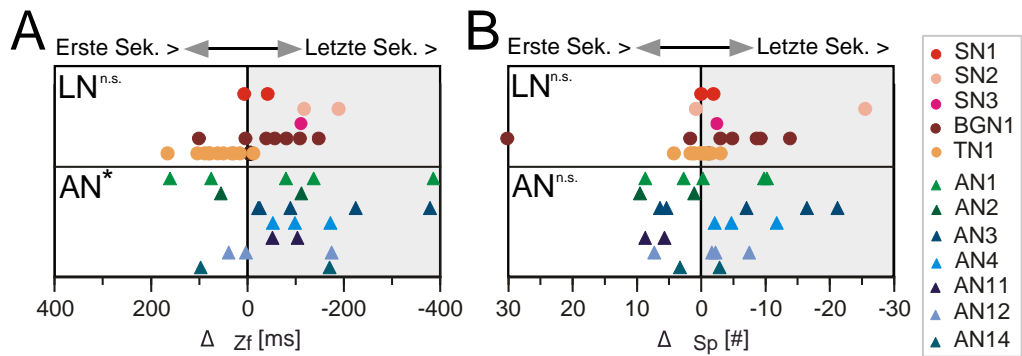 A
Erste Sek. > Letzte Sek. >
LN n.s.
AN*
400 200 0 -200 -400
Δ Zf [ms]
B
Erste Sek. > Letzte Sek. >
LN n.s.
AN n.s.
30 10 0 -10 -20 -30
Δ Sp [#]
SN1
SN2
SN3
BGN1
TN1
AN1
AN2
AN3
AN4
AN11
AN12
AN14